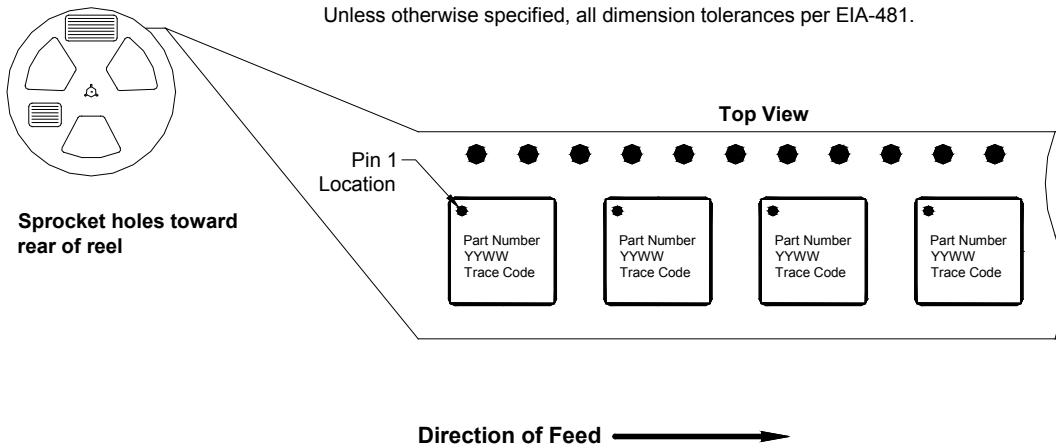 Unless otherwise specified, all dimension tolerances per EIA-481.
Top View
Pin 1
Location
Sprocket holes toward
rear of reel
Part Number
YYWW
Trace Code
Part Number
YYWW
Trace Code
Part Number
YYWW
Trace Code
Part Number
YYWW
Trace Code
Direction of Feed